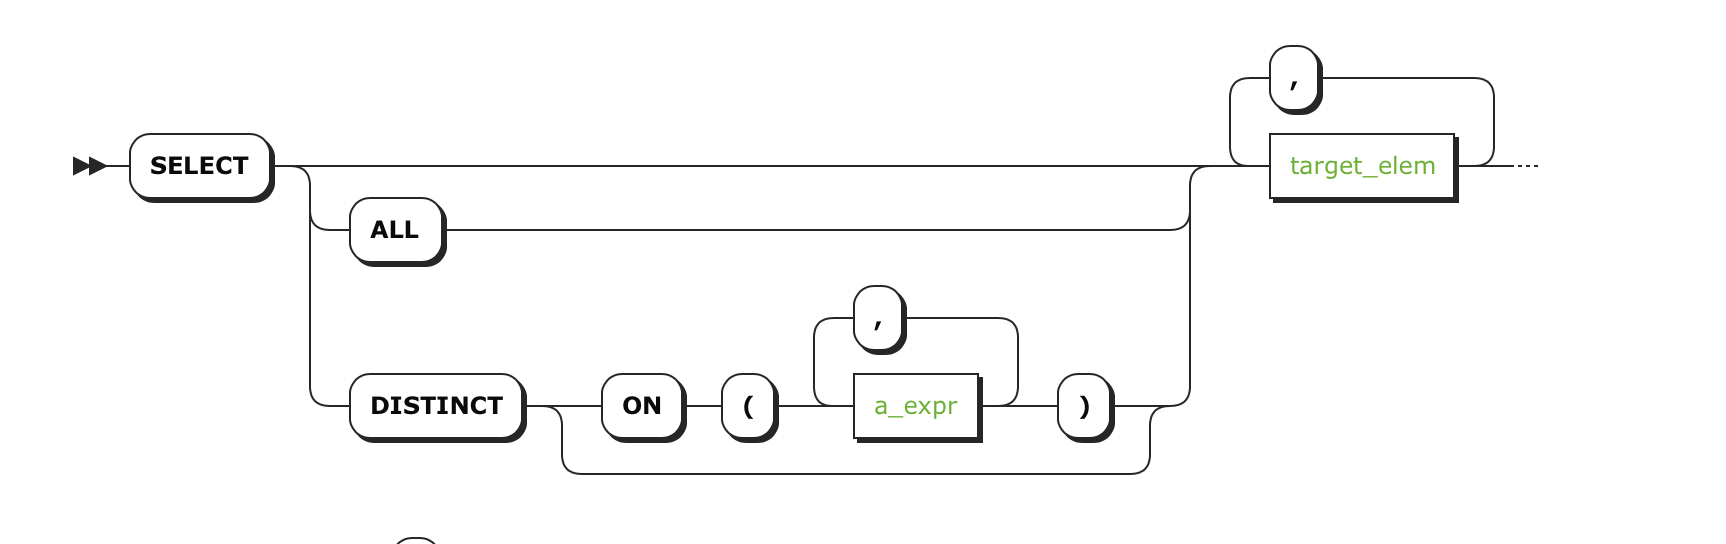 ,
SELECT target_elem
ALL
,
DISTINCT ON ( a_expr )